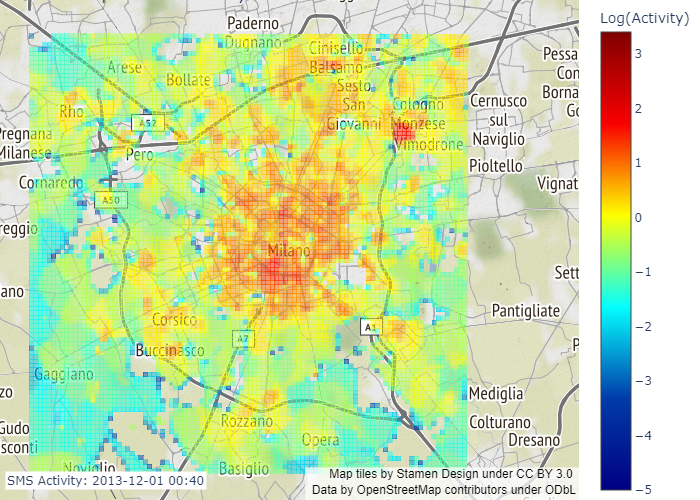 Log(Activity)
Paderno
Dugnano
Cinisello
Balsamo
Pessa
Con
Borna
Go
Arese
Bollate
Sesto
San
Giovanni
Cologno
Monzese
Vimodrone
Cernusco
sul
Naviglio
Rho
A52
Pregnana
Milanese
Pero
Pioltello
Cornaredo
A50
Vignat
reggio
Milano
Sett
ano
Pantigliate
Corsico
A7
A1
Buccinasco
P
Gaggiano
zo
Mediglia
Gudo
sconti
Rozzano
Opera
Colturano
Dresano
Noviglio
Basiglio
SMS Activity: 2013-12-01 00:40
Map tiles by Stamen Design under CC BY 3.0
Data by OpenStreetMap contributors under ODbL
3
2
1
0
−1
−2
−3
−4
−5